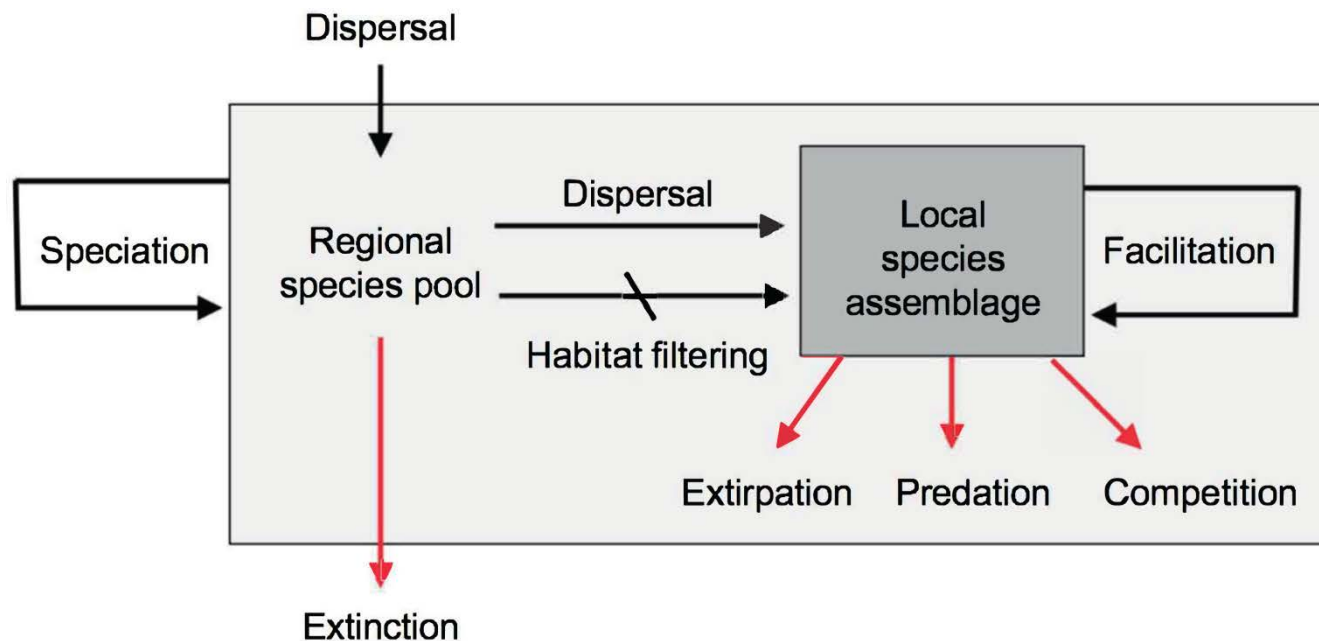 Dispersal
Speciation
Regional
species pool
Dispersal
Habitat filtering
Local
species
assemblage
Facilitation
Extirpation
Predation
Competition
Extinction